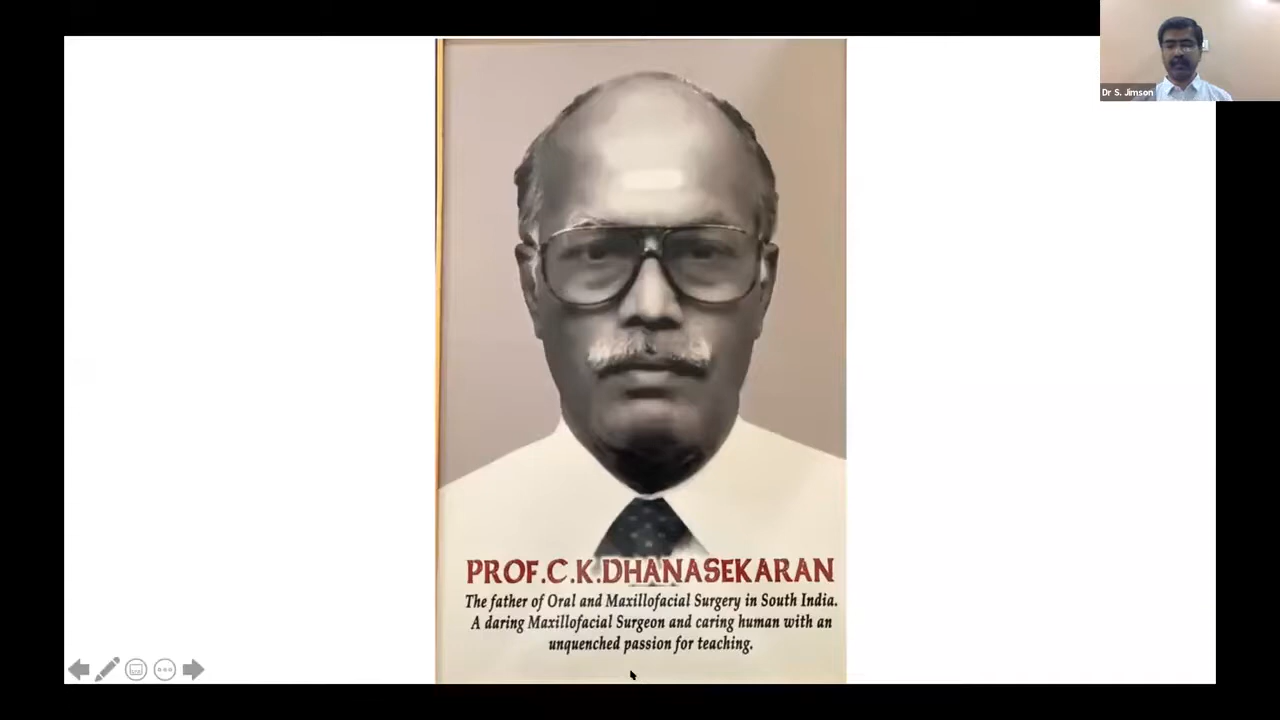 Dr S. Jimson
PROF.C.K.DHANASEKARAN
The father of Oral and Maxillofacial Surgery in South India.
A daring Maxillofacial Surgeon and caring human with an
unquenched passion for teaching.